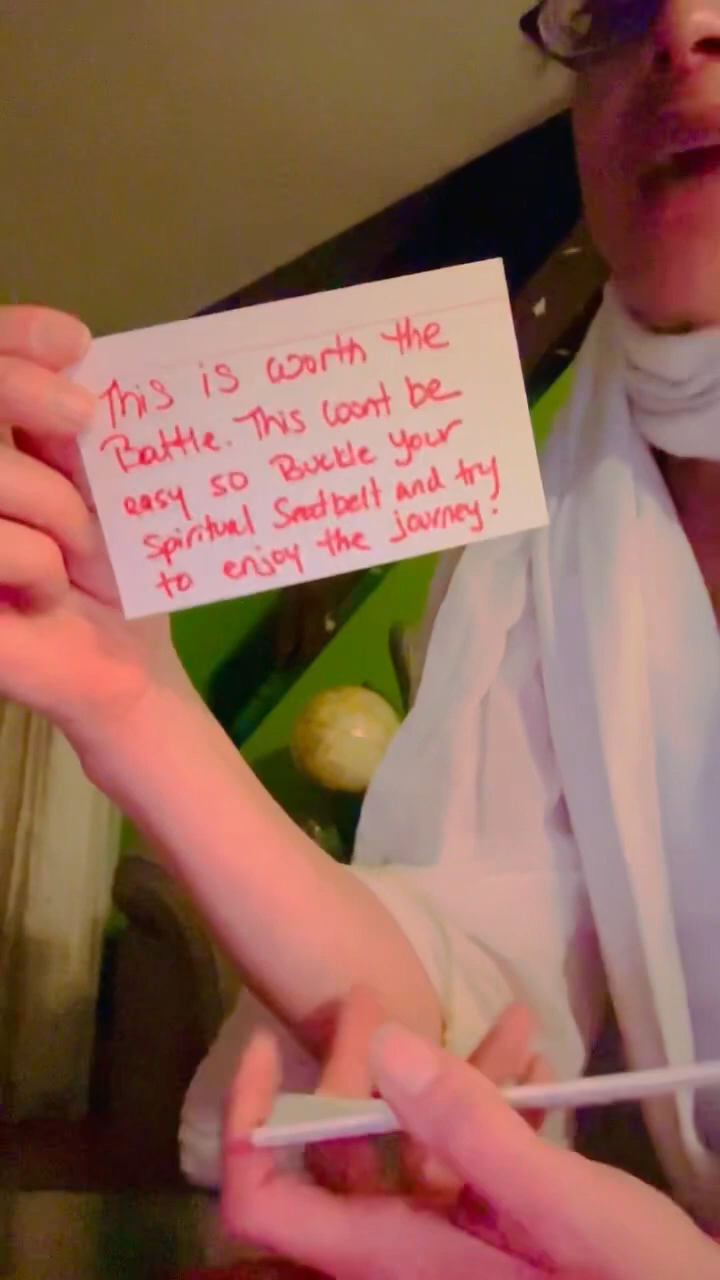 This is worth the
Battle. This wont be
easy so Buckle your
Spiritual Seatbelt and try
to enjoy the journey!